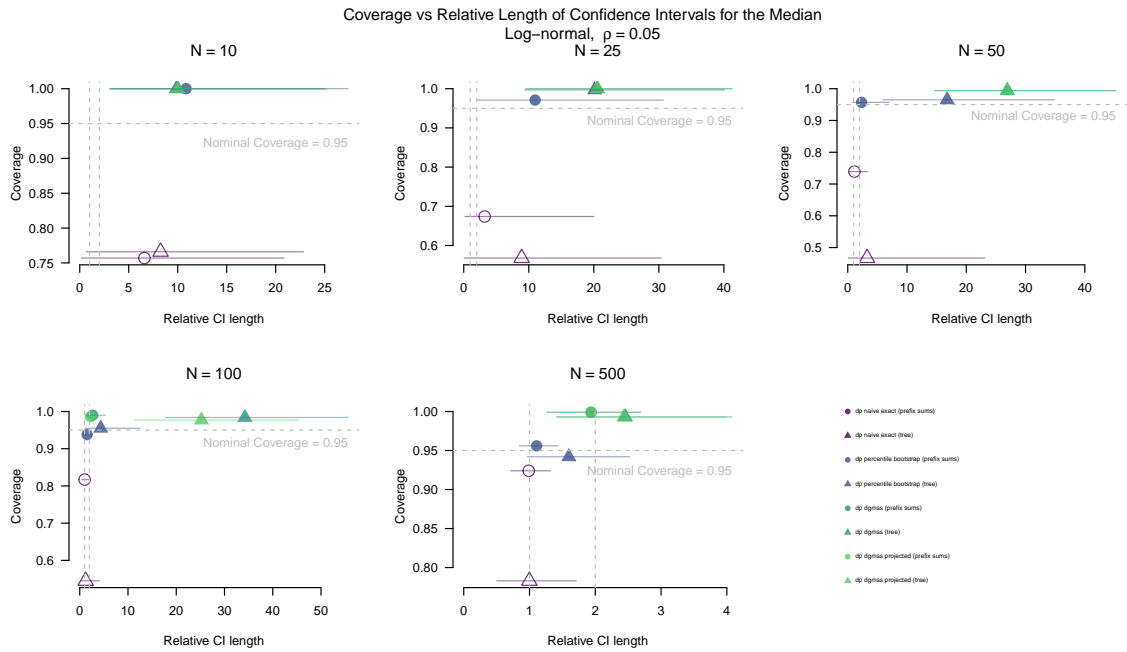 Coverage vs Relative Length of Confidence Intervals for the Median
Log−normal, ρ = 0.05
N = 10
N = 25
N = 50
1.00
0.95
0.90
0.85
0.80
0.75
Coverage
Nominal Coverage = 0.95
0 5 10 15 20 25
Relative CI length
1.0
0.9
0.8
0.7
0.6
Coverage
Nominal Coverage = 0.95
0 10 20 30 40
Relative CI length
1.0
0.9
0.8
0.7
0.6
0.5
Coverage
Nominal Coverage = 0.95
0 10 20 30 40
Relative CI length
N = 100
N = 500
1.0
0.9
0.8
0.7
0.6
Coverage
Nominal Coverage = 0.95
0 10 20 30 40 50
Relative CI length
1.00
0.95
0.90
0.85
0.80
Coverage
Nominal Coverage = 0.95
0 1 2 3 4
Relative CI length
dp naive exact (prefix sums)
dp naive exact (tree)
dp percentile bootstrap (prefix sums)
dp percentile bootstrap (tree)
dp dgmss (prefix sums)
dp dgmss (tree)
dp dgmss projected (prefix sums)
dp dgmss projected (tree)